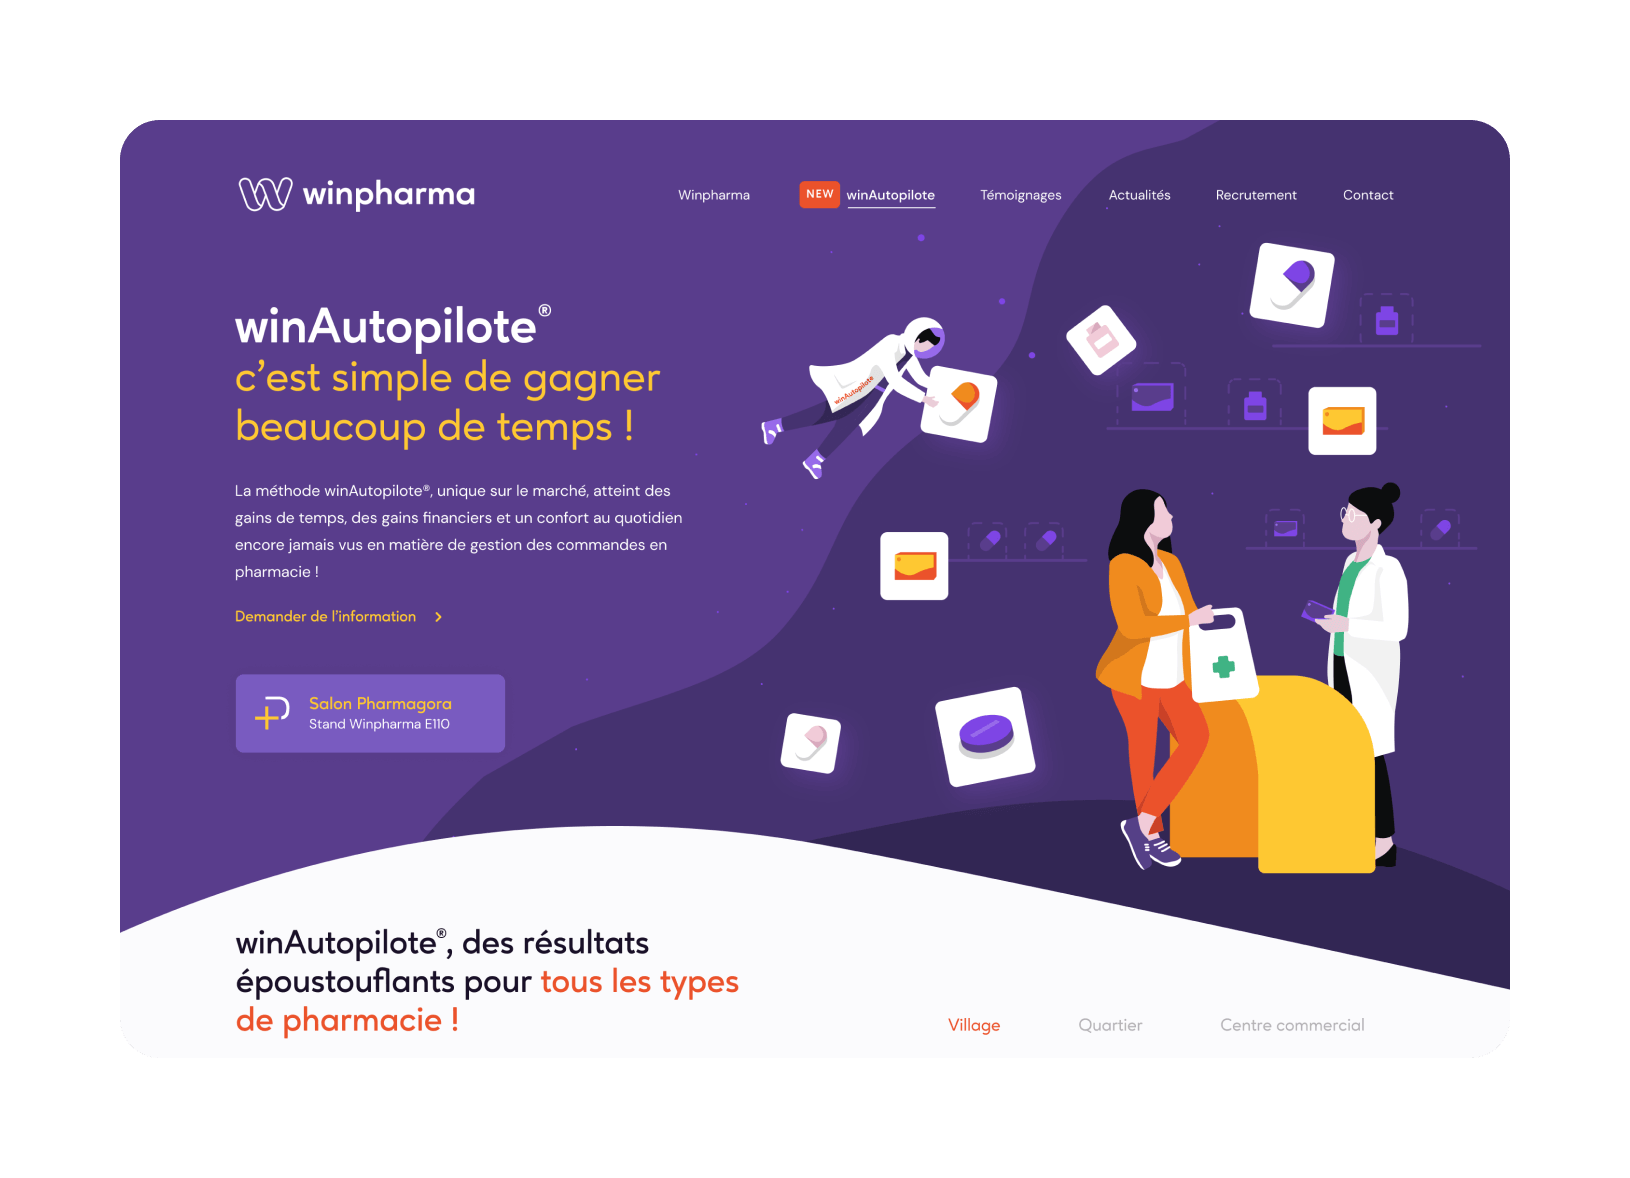 winpharma
Winpharma
NEW winAutopilote
Témoignages
Actualités
Recrutement
Contact
winAutopilote®
c’est simple de gagner
beaucoup de temps !
La méthode winAutopilote®, unique sur le marché, atteint des
gains de temps, des gains financiers et un confort au quotidien
encore jamais vus en matière de gestion des commandes en
pharmacie !
Demander de l’information
Salon Pharmagora
Stand Winpharma E110
winAutopilote
winAutopilote®, des résultats
époustouflants pour tous les types
de pharmacie !
Village
Quartier
Centre commercial